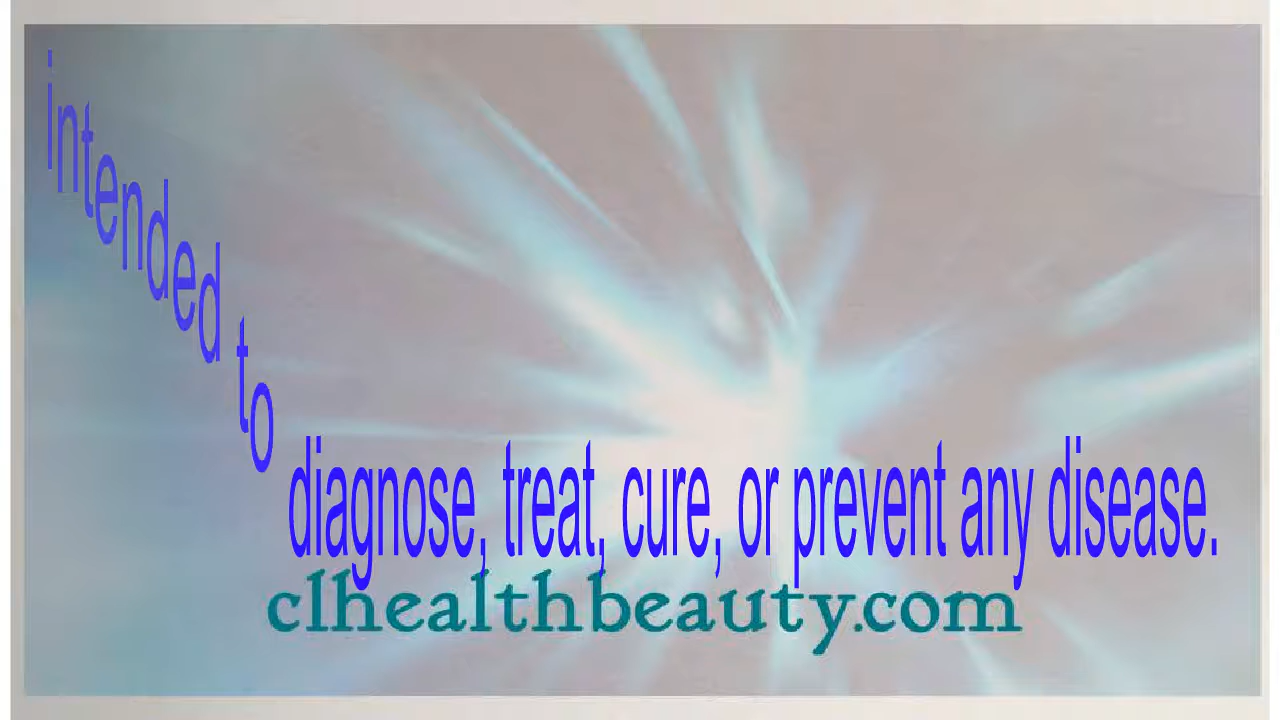 intended to
diagnose, treat, cure, or prevent any disease.
clhealthbeauty.com